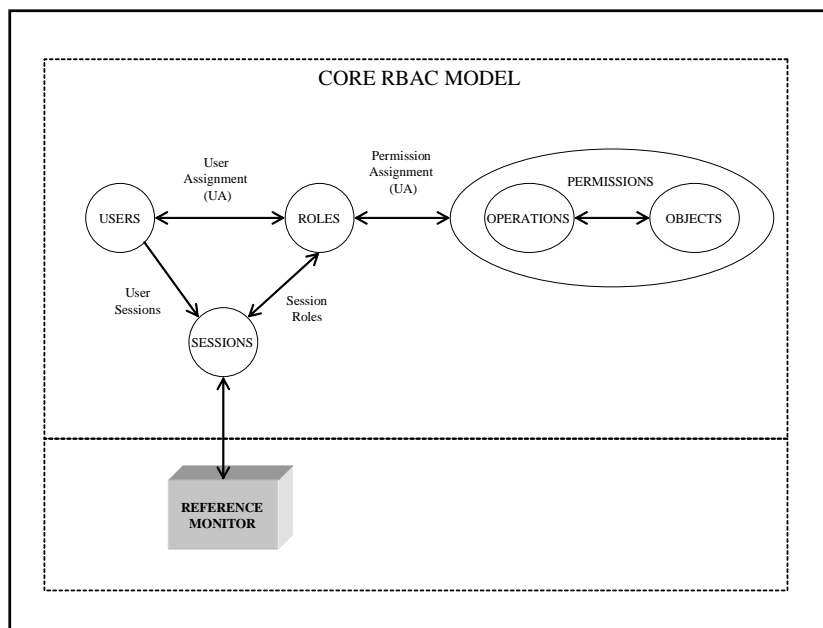 CORE RBAC MODEL
User
Assignment
(UA)
Permission
Assignment
(UA)
PERMISSIONS
USERS
ROLES
OPERATIONS
OBJECTS
User
Sessions
Session
Roles
SESSIONS
REFERENCE
MONITOR